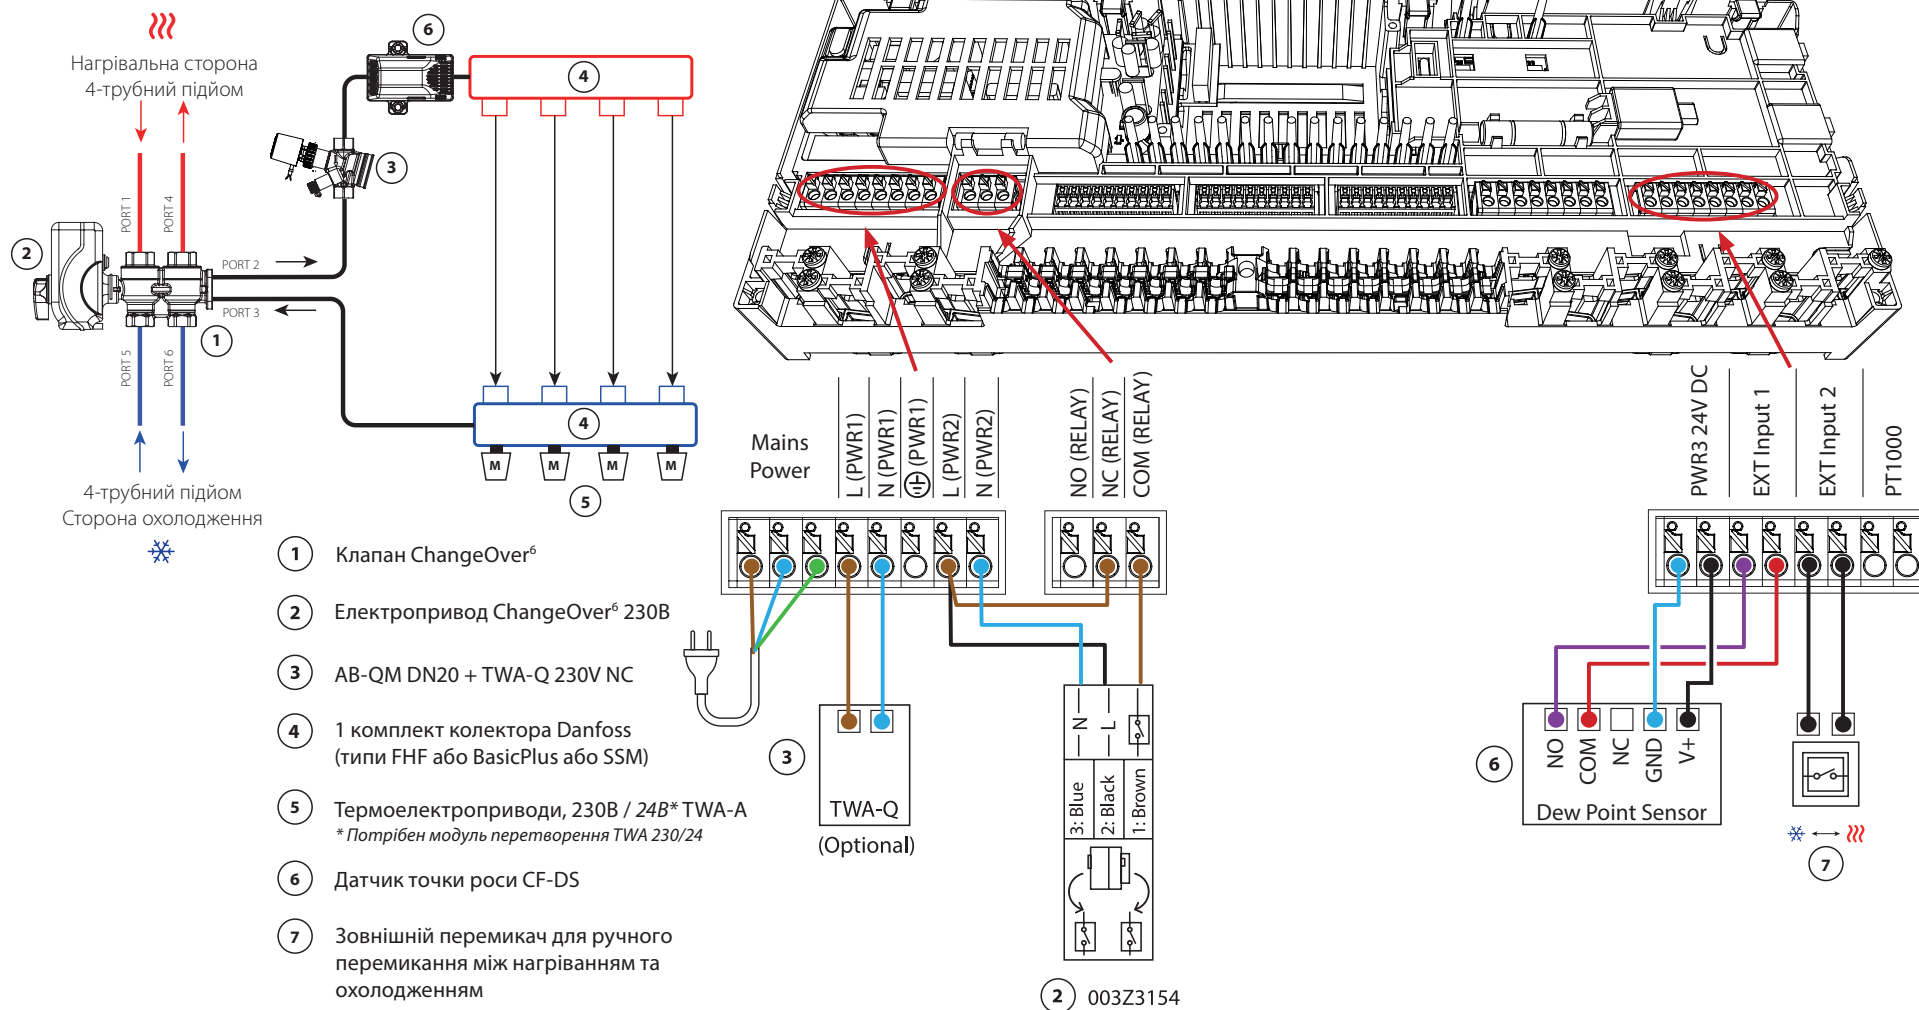 Нагрівальна сторона
4-трубний підйом
PORT 1
PORT 4
PORT 2
PORT 3
PORT 5
PORT 6
4-трубний підйом
Сторона охолодження
1
2
3
4
4
5
6
M
M
M
M
1 Клапан ChangeOver⁶
2 Електропривод ChangeOver⁶ 230В
3 AB-QM DN20 + TWA-Q 230V NC
4 1 комплект колектора Danfoss
(типи FHF або BasicPlus або SSM)
5 Термоелектроприводи, 230В / 24В* TWA-A
* Потрібен модуль перетворення TWA 230/24
6 Датчик точки роси CF-DS
7 Зовнішній перемикач для ручного
перемикання між нагріванням та
охолодженням
Mains
Power
L (PWR1)
N (PWR1)
(PWR1)
L (PWR2)
N (PWR2)
NO (RELAY)
NC (RELAY)
COM (RELAY)
PWR3 24V DC
EXT Input 1
EXT Input 2
PT1000
3
TWA-Q
(Optional)
N
L
3: Blue
2: Black
1: Brown
2 003Z3154
6
NO
COM
NC
GND
V+
Dew Point Sensor
7